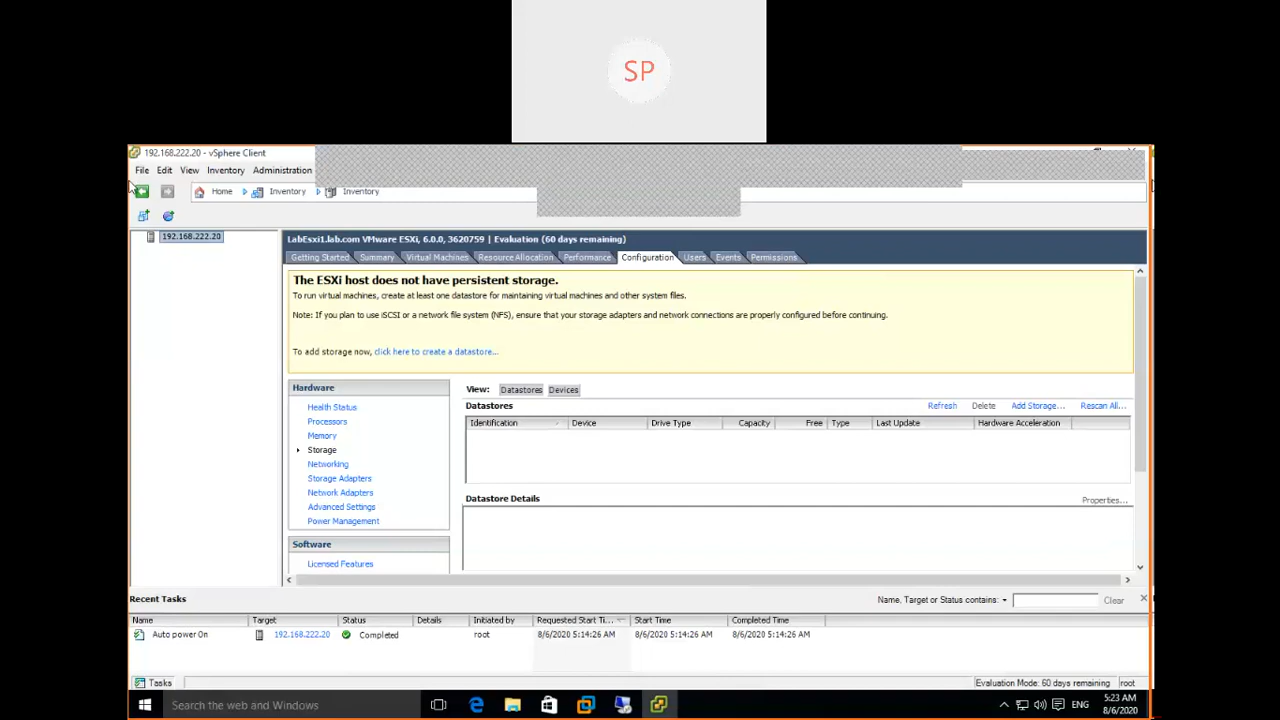 SP
192.168.222.20 - vSphere Client
File Edit View Inventory Administration
Home Inventory Inventory
192.168.222.20
LabEsxi1.lab.com VMware ESXi, 6.0.0, 3620759 | Evaluation (60 days remaining)
Getting Started Summary Virtual Machines Resource Allocation Performance Configuration Users Events Permissions
The ESXi host does not have persistent storage.
To run virtual machines, create at least one datastore for maintaining virtual machines and other system files.
Note: If you plan to use iSCSI or a network file system (NFS), ensure that your storage adapters and network connections are properly configured before continuing.
To add storage now, click here to create a datastore...
Hardware
Health Status
Processors
Memory
Storage
Networking
Storage Adapters
Network Adapters
Advanced Settings
Power Management
Software
Licensed Features
View: Datastores Devices
Datastores Refresh Delete Add Storage... Rescan All...
Identification Device Drive Type Capacity Free Type Last Update Hardware Acceleration
Datastore Details Properties...
Recent Tasks Name, Target or Status contains: Clear
Name Target Status Details Initiated by Requested Start Ti... Start Time Completed Time
Auto power On 192.168.222.20 Completed root 8/6/2020 5:14:26 AM 8/6/2020 5:14:26 AM 8/6/2020 5:14:26 AM
Tasks Evaluation Mode: 60 days remaining root
Search the web and Windows ENG 5:23 AM
8/6/2020